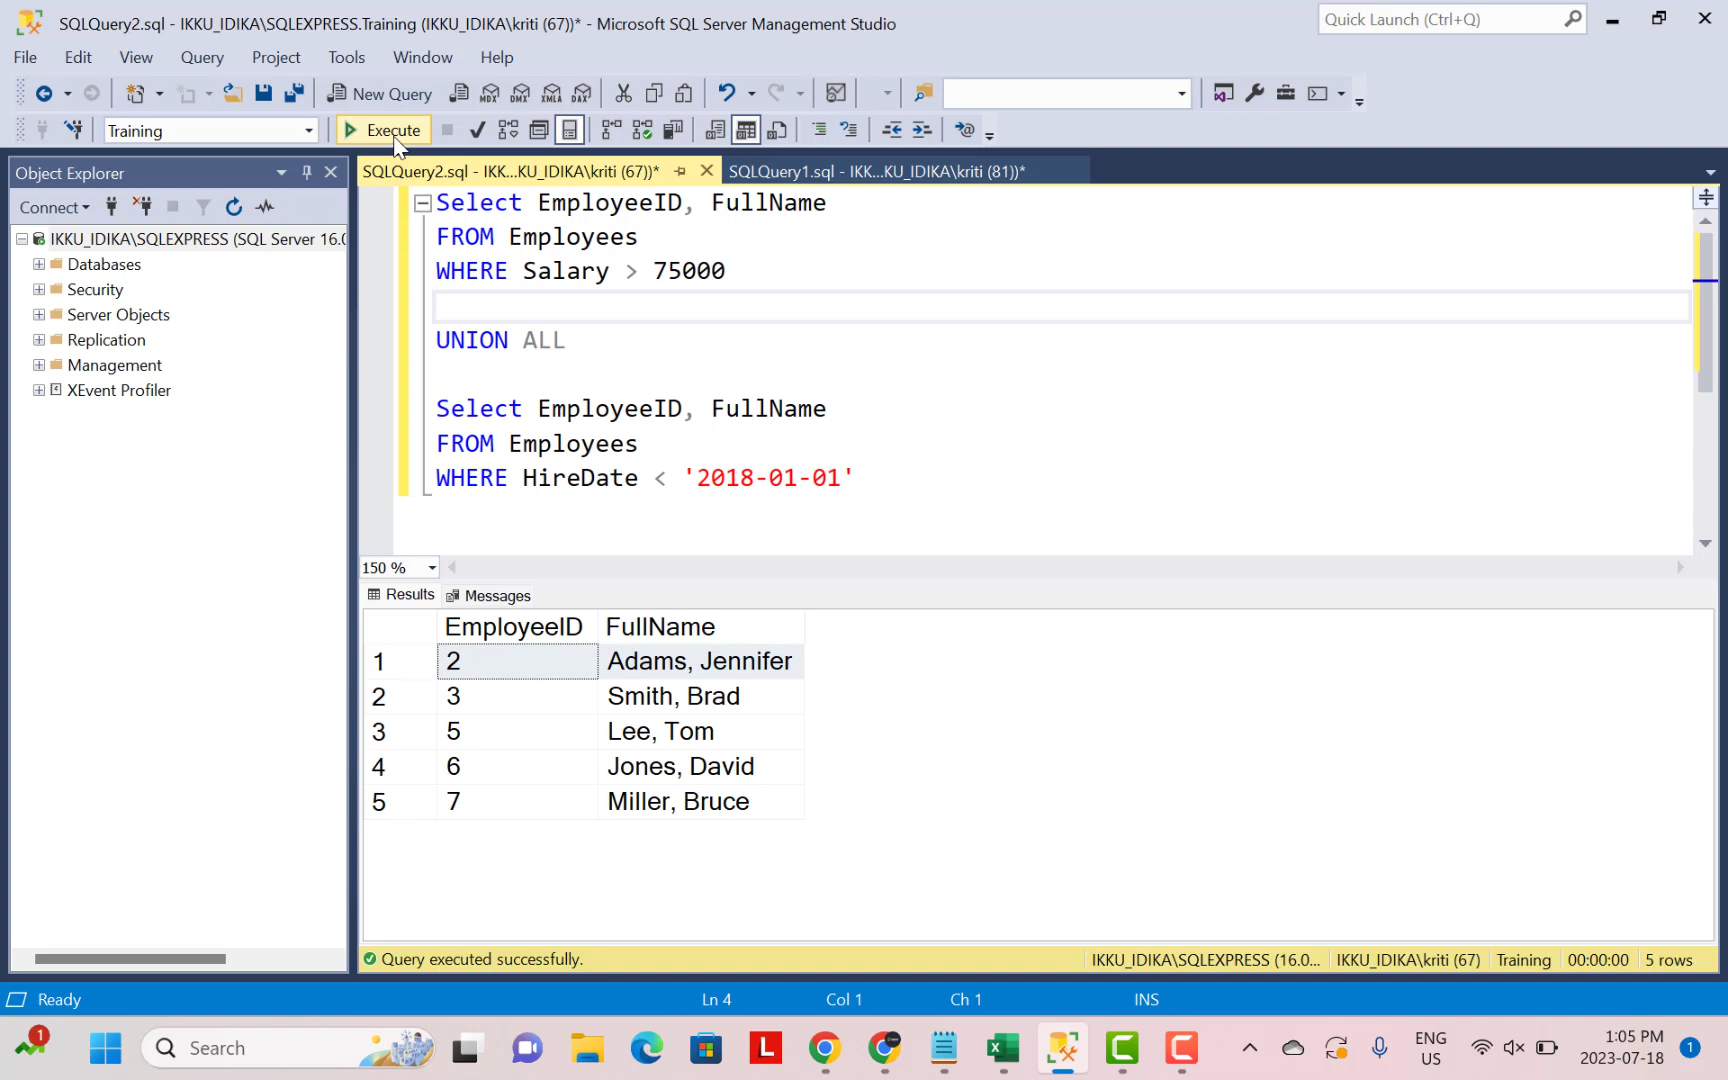 SQLQuery2.sql - IKKU_IDIKA\SQLEXPRESS.Training (IKKU_IDIKA\kriti (67))* - Microsoft SQL Server Management Studio
Quick Launch (Ctrl+Q)
File Edit View Query Project Tools Window Help
New Query MDX DMX XMLA DAX
Training Execute
Object Explorer
SQLQuery2.sql - IKK...KU_IDIKA\kriti (67))* SQLQuery1.sql - IKK...KU_IDIKA\kriti (81))*
Connect
IKKU_IDIKA\SQLEXPRESS (SQL Server 16.0
Databases
Security
Server Objects
Replication
Management
XEvent Profiler
Select EmployeeID, FullName
FROM Employees
WHERE Salary > 75000
UNION ALL
Select EmployeeID, FullName
FROM Employees
WHERE HireDate < '2018-01-01'
150 %
Results Messages
EmployeeID FullName
1 2 Adams, Jennifer
2 3 Smith, Brad
3 5 Lee, Tom
4 6 Jones, David
5 7 Miller, Bruce
Query executed successfully. IKKU_IDIKA\SQLEXPRESS (16.0... IKKU_IDIKA\kriti (67) Training 00:00:00 5 rows
Ready Ln 4 Col 1 Ch 1 INS
1 Search L C C ENG 1:05 PM
US 2023-07-18 1